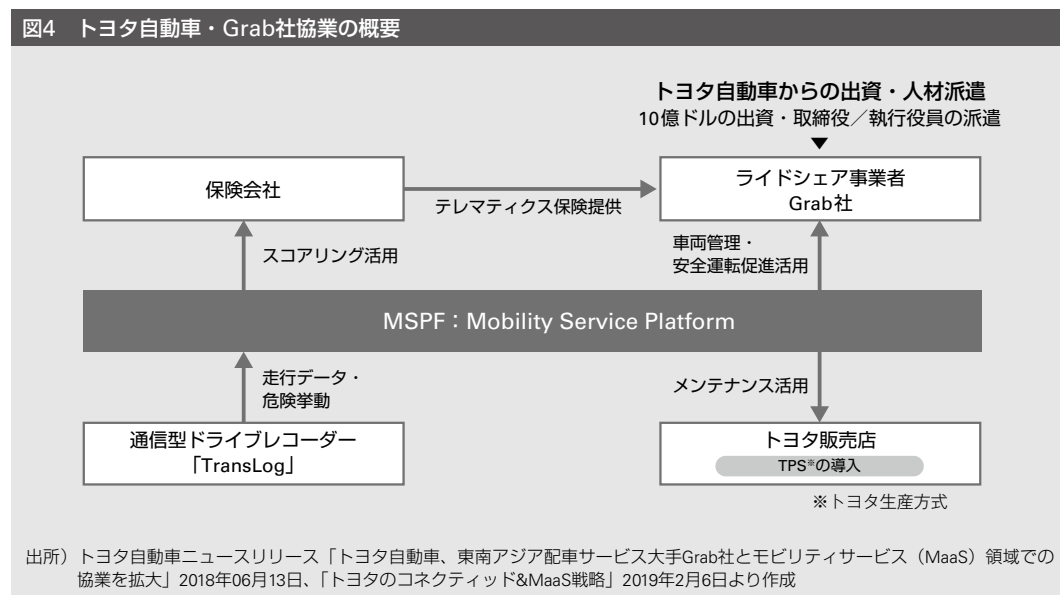 図4　トヨタ自動車・Grab社協業の概要
トヨタ自動車からの出資・人材派遣
10億ドルの出資・取締役／執行役員の派遣
▼
保険会社
テレマティクス保険提供
ライドシェア事業者
Grab社
スコアリング活用
車両管理・
安全運転促進活用
MSPF：Mobility Service Platform
走行データ・
危険挙動
メンテナンス活用
通信型ドライブレコーダー
「TransLog」
トヨタ販売店
TPS※の導入
※トヨタ生産方式
出所）トヨタ自動車ニュースリリース「トヨタ自動車、東南アジア配車サービス大手Grab社とモビリティサービス（MaaS）領域での
協業を拡大」2018年06月13日、「トヨタのコネクティッド&MaaS戦略」2019年2月6日より作成